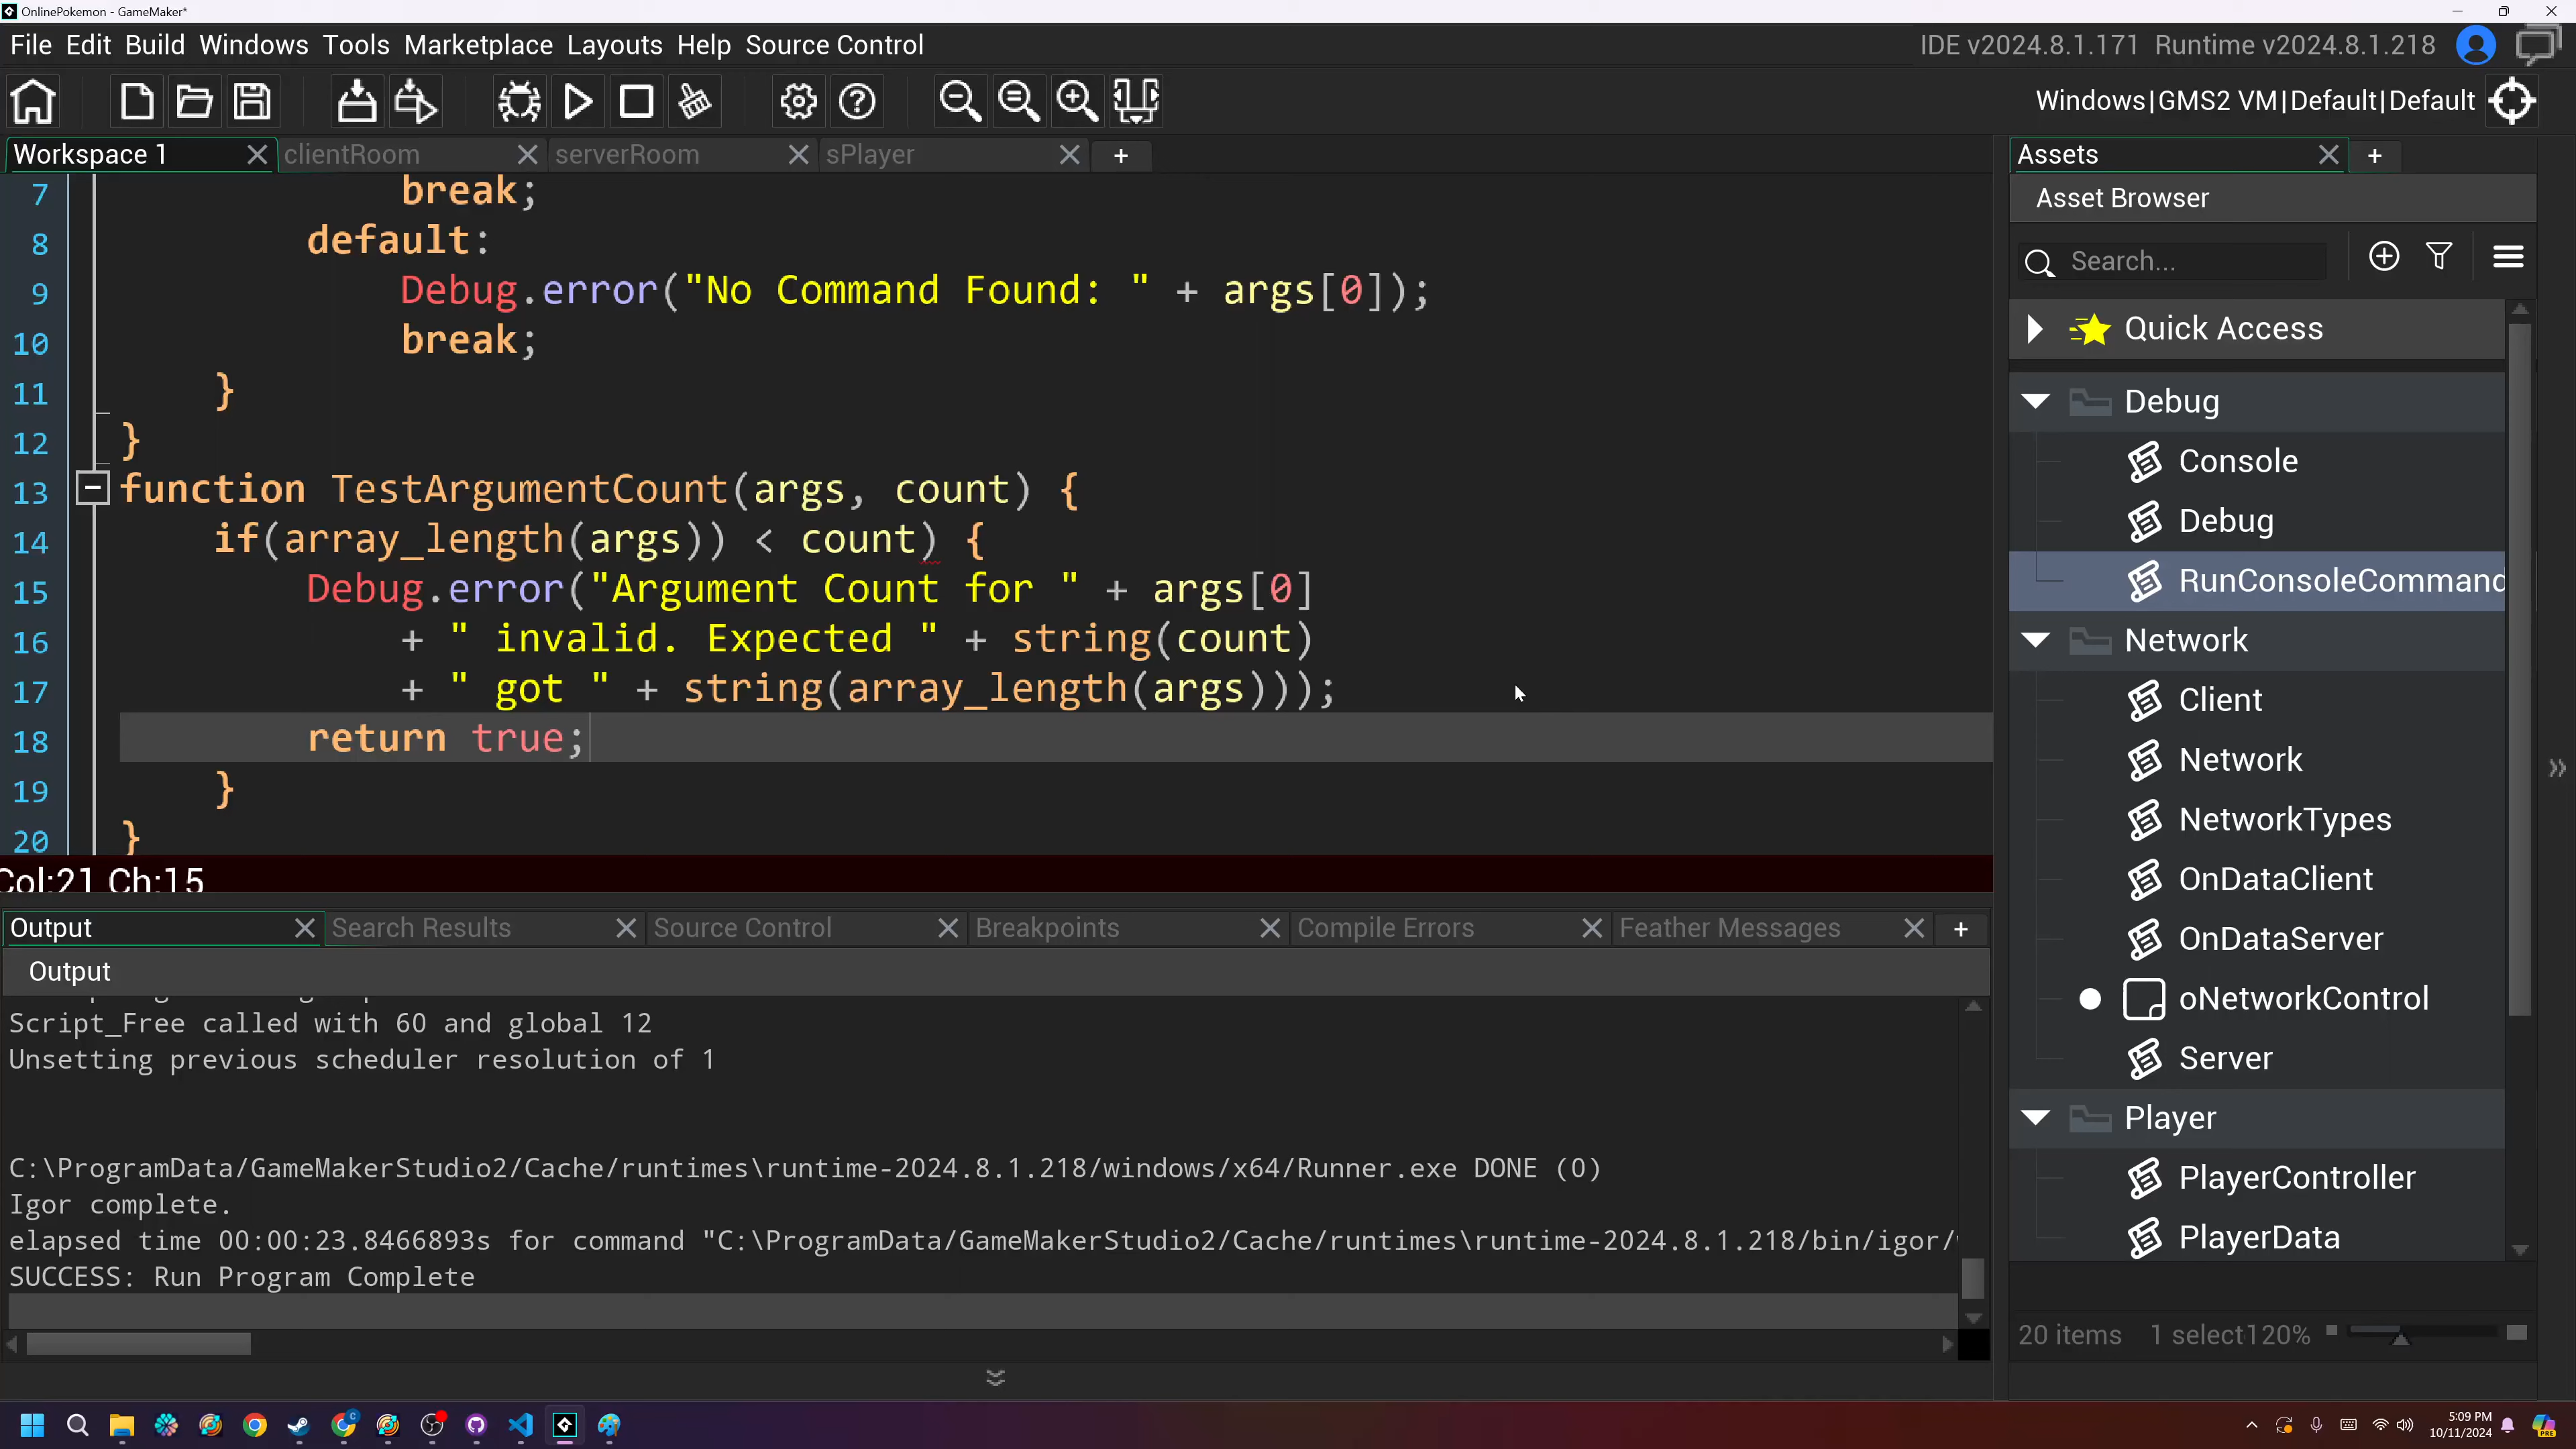 OnlinePokemon - GameMaker*
File Edit Build Windows Tools Marketplace Layouts Help Source Control
IDE v2024.8.1.171 Runtime v2024.8.1.218
Windows|GMS2 VM|Default|Default
Workspace 1 clientRoom serverRoom sPlayer +
7 break;
8 default:
9 Debug.error("No Command Found: " + args[0]);
10 break;
11 }
12 }
13 function TestArgumentCount(args, count) {
14 if(array_length(args)) < count) {
15 Debug.error("Argument Count for " + args[0]
16 + " invalid. Expected " + string(count)
17 + " got " + string(array_length(args)));
18 return true;
19 }
20 }
Col:21 Ch:15
Output Search Results Source Control Breakpoints Compile Errors Feather Messages +
Output
Script_Free called with 60 and global 12
Unsetting previous scheduler resolution of 1
C:\ProgramData/GameMakerStudio2/Cache/runtimes\runtime-2024.8.1.218/windows/x64/Runner.exe DONE (0)
Igor complete.
elapsed time 00:00:23.8466893s for command "C:\ProgramData/GameMakerStudio2/Cache/runtimes\runtime-2024.8.1.218/bin/igor/
SUCCESS: Run Program Complete
Assets +
Asset Browser
Search...
Quick Access
Debug
Console
Debug
RunConsoleCommand
Network
Client
Network
NetworkTypes
OnDataClient
OnDataServer
oNetworkControl
Server
Player
PlayerController
PlayerData
20 items 1 select 120%
5:09 PM
10/11/2024